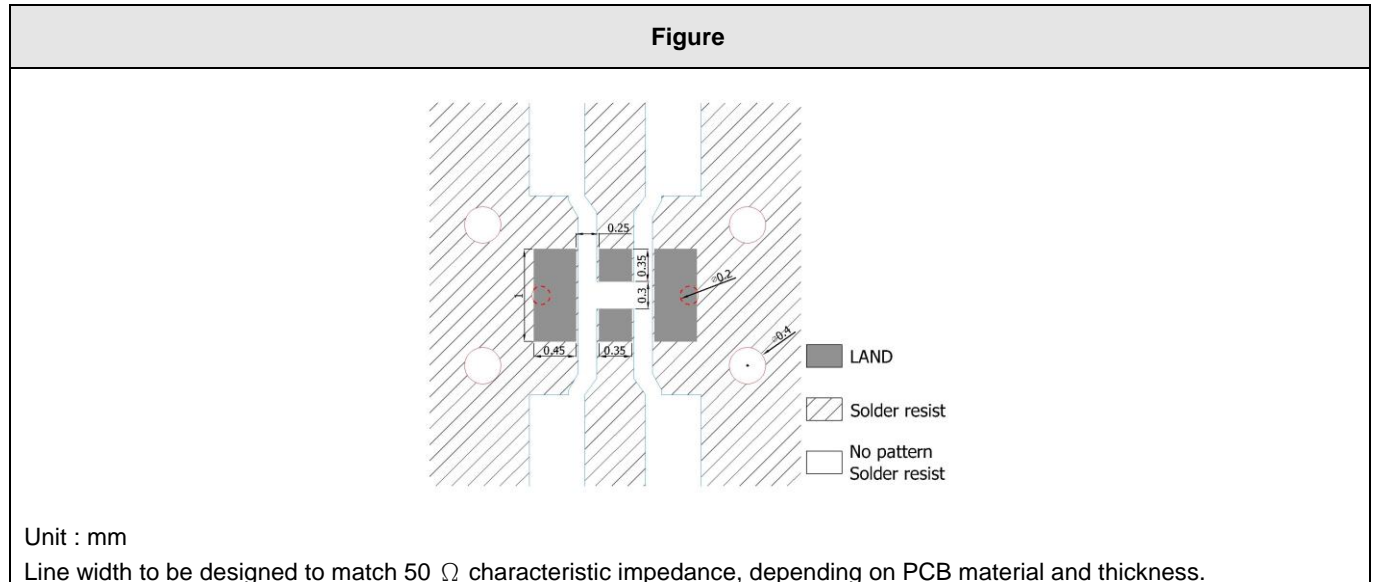 Figure
0.25
0.35
1
0.3
⌀0.2
0.45
0.35
⌀0.4
LAND
Solder resist
No pattern
Solder resist
Unit : mm
Line width to be designed to match 50 Ω characteristic impedance, depending on PCB material and thickness.